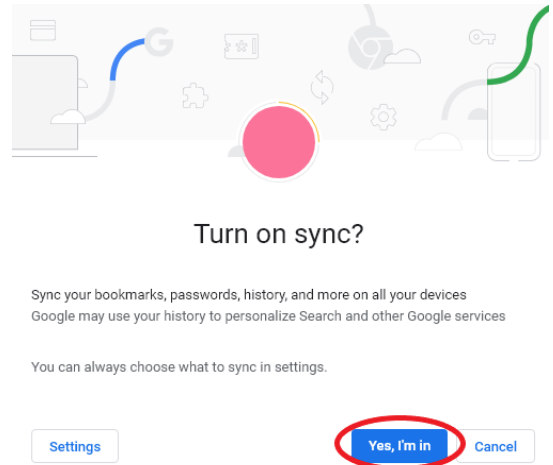 Turn on sync?
Sync your bookmarks, passwords, history, and more on all your devices
Google may use your history to personalize Search and other Google services
You can always choose what to sync in settings.
Settings
Yes, I'm in
Cancel